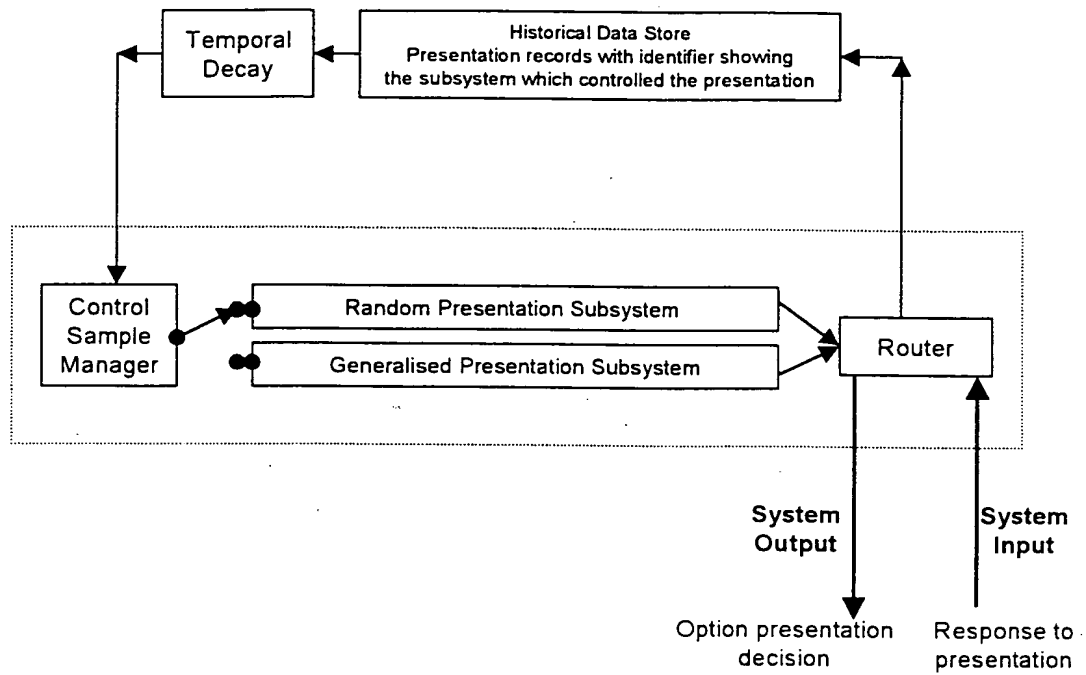 Temporal
Decay
Historical Data Store
Presentation records with identifier showing
the subsystem which controlled the presentation
Control
Sample
Manager
Random Presentation Subsystem
Generalised Presentation Subsystem
Router
System
Output
System
Input
Option presentation
decision
Response to
presentation